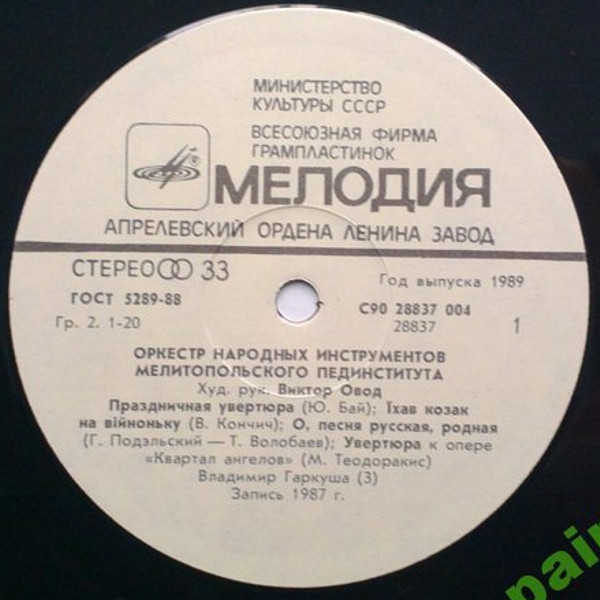 МИНИСТЕРСТВО
КУЛЬТУРЫ СССР
ВСЕСОЮЗНАЯ ФИРМА
ГРАМПЛАСТИНОК
МЕЛОДИЯ
АПРЕЛЕВСКИЙ ОРДЕНА ЛЕНИНА ЗАВОД
СТЕРЕО 33
Год выпуска 1989
ГОСТ 5289-88
С90 28837 004
Гр. 2. 1-20
28837
1
ОРКЕСТР НАРОДНЫХ ИНСТРУМЕНТОВ
МЕЛИТОПОЛЬСКОГО ПЕДИНСТИТУТА
Худ. рук. Виктор Овод
Праздничная увертюра (Ю. Бай); Їхав козак
на війноньку (В. Кончич); О, песня русская, родная
(Г. Подэльский — Т. Волобаев); Увертюра к опере
«Квартал ангелов» (М. Теодоракис)
Владимир Гаркуша (3)
Запись 1987 г.
pair